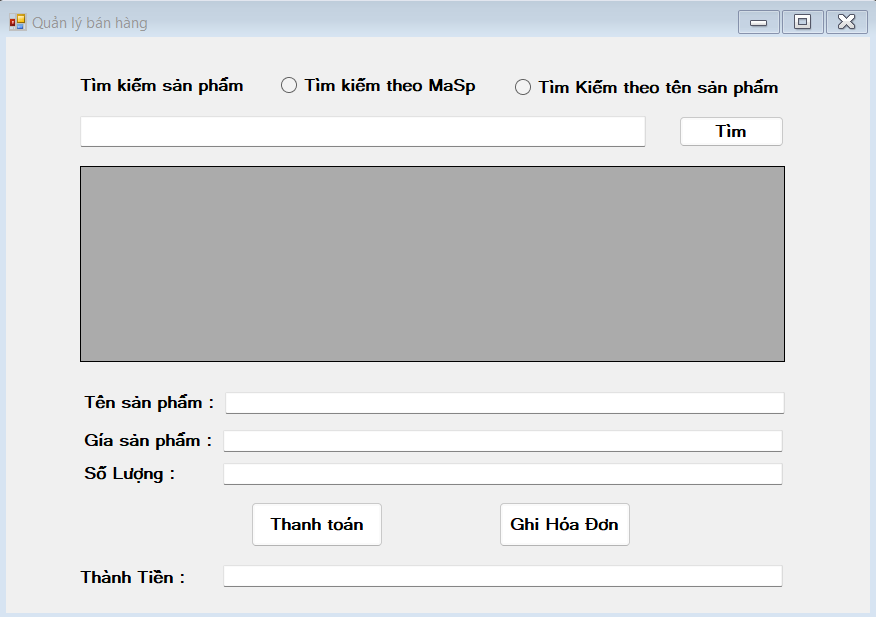 Quản lý bán hàng
Tìm kiếm sản phẩm
Tìm kiếm theo MaSp
Tìm Kiếm theo tên sản phẩm
Tìm
Tên sản phẩm :
Gía sản phẩm :
Số Lượng :
Thanh toán
Ghi Hóa Đơn
Thành Tiền :